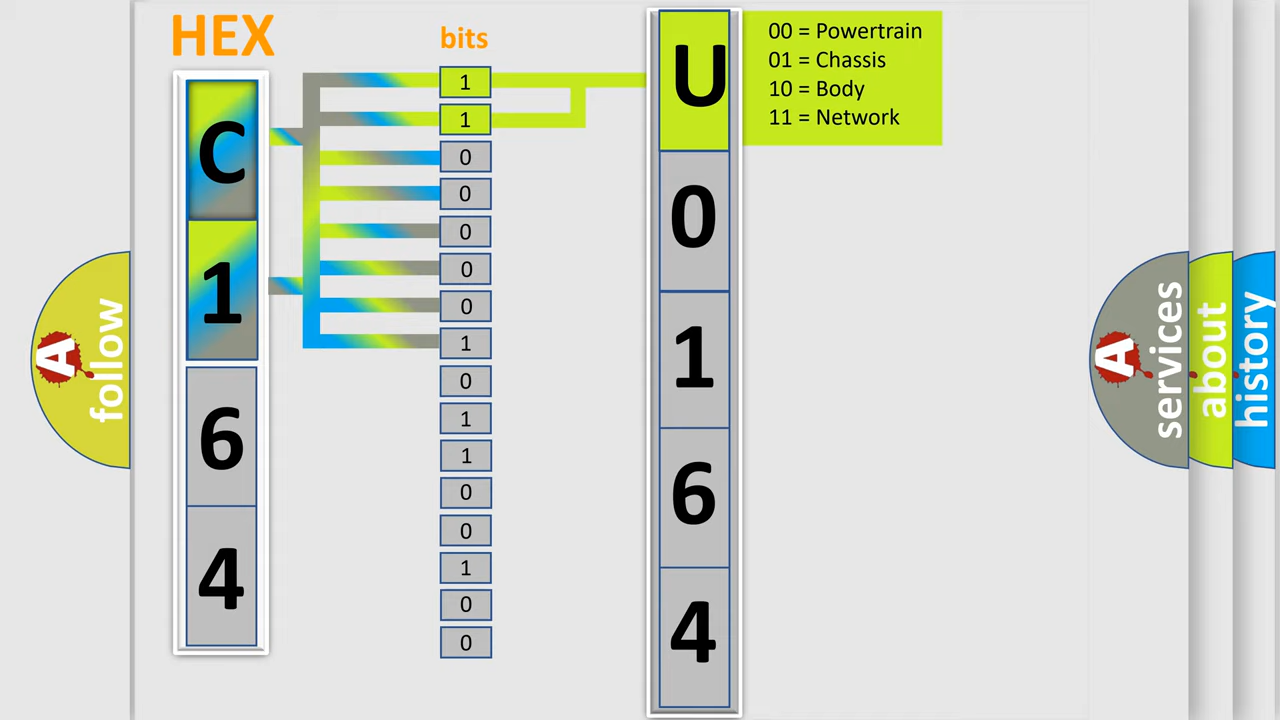 HEX
bits
C
1
6
4
1
1
0
0
0
0
0
1
0
1
1
0
0
1
0
0
U
0
1
6
4
00 = Powertrain
01 = Chassis
10 = Body
11 = Network
A
follow
A
services
about
history